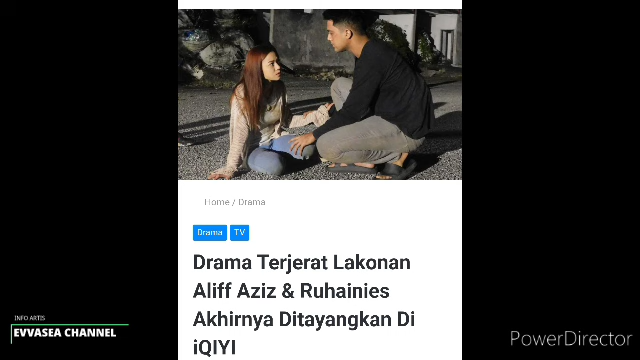 Home / Drama
Drama TV
Drama Terjerat Lakonan
Aliff Aziz & Ruhainies
Akhirnya Ditayangkan Di
iQIYI
INFO ARTIS
EVVASEA CHANNEL
PowerDirector